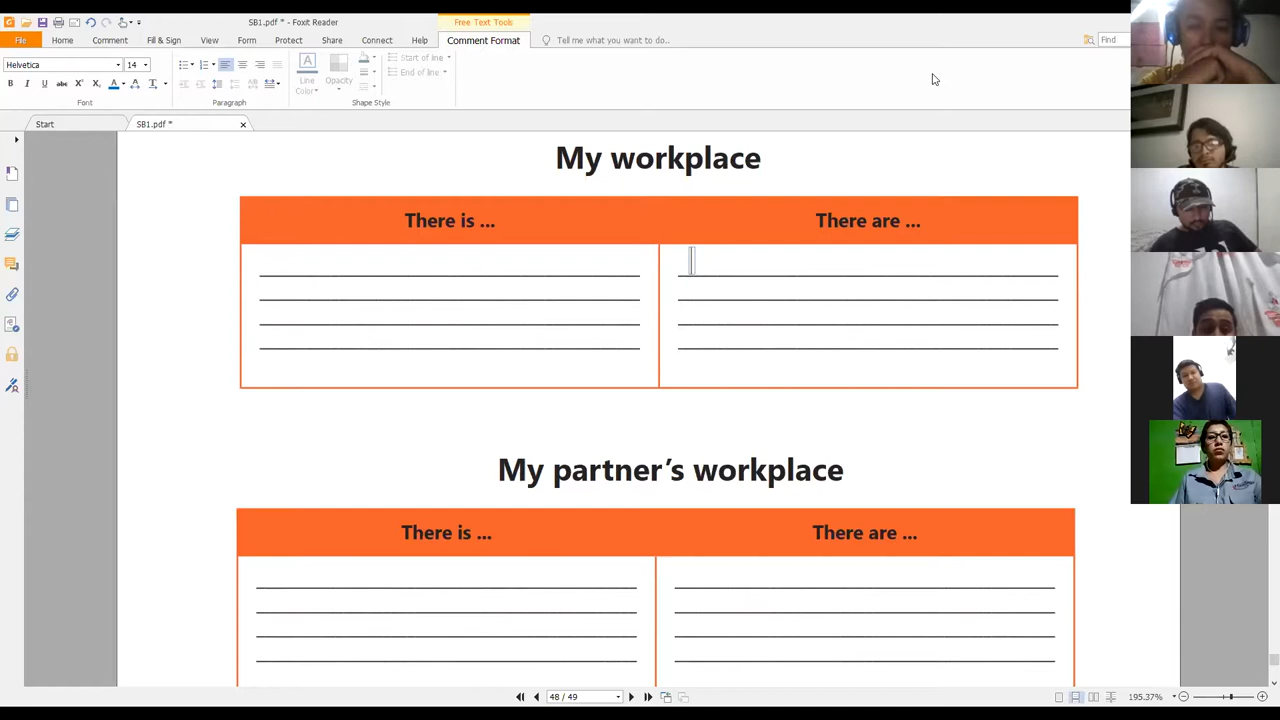 SB1.pdf * - Foxit Reader
Free Text Tools
File Home Comment Fill & Sign View Form Protect Share Connect Help Comment Format Tell me what you want to do.. Find
Helvetica 14
Start of line
End of line
B I U abc X² X₂ A T
Line Color Opacity
Font Paragraph Shape Style
Start SB1.pdf *
My workplace
There is ... There are ...
My partner's workplace
There is ... There are ...
48 / 49 195.37%